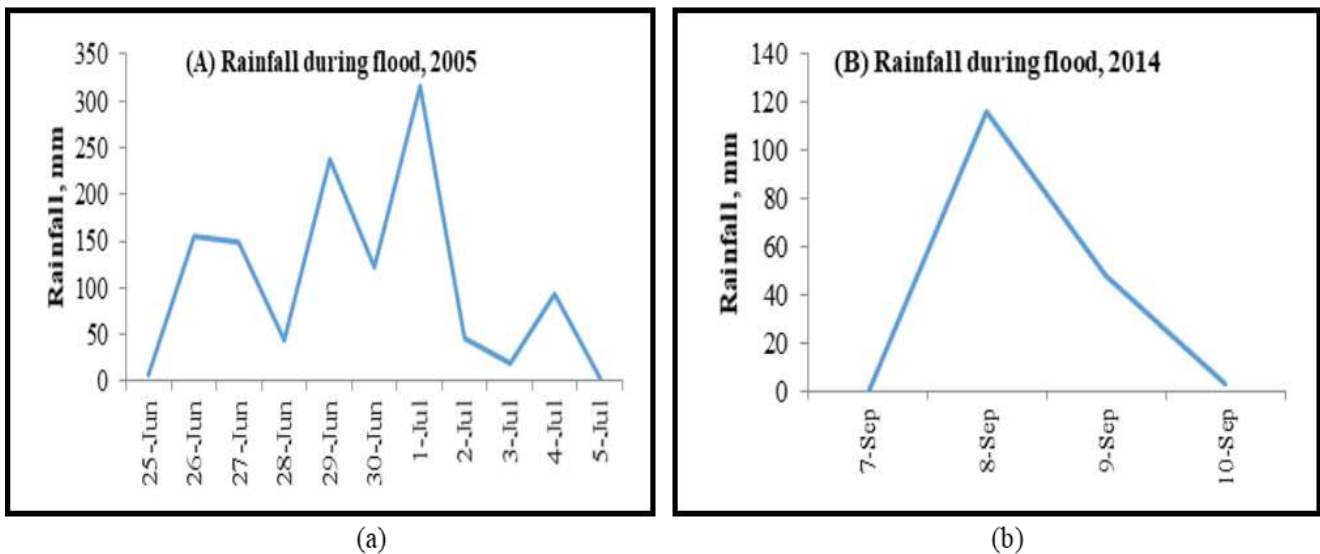 (A) Rainfall during flood, 2005
Rainfall, mm
350
300
250
200
150
100
50
0
25-Jun
26-Jun
27-Jun
28-Jun
29-Jun
30-Jun
1-Jul
2-Jul
3-Jul
4-Jul
5-Jul
(a)
(B) Rainfall during flood, 2014
Rainfall, mm
140
120
100
80
60
40
20
0
7-Sep
8-Sep
9-Sep
10-Sep
(b)